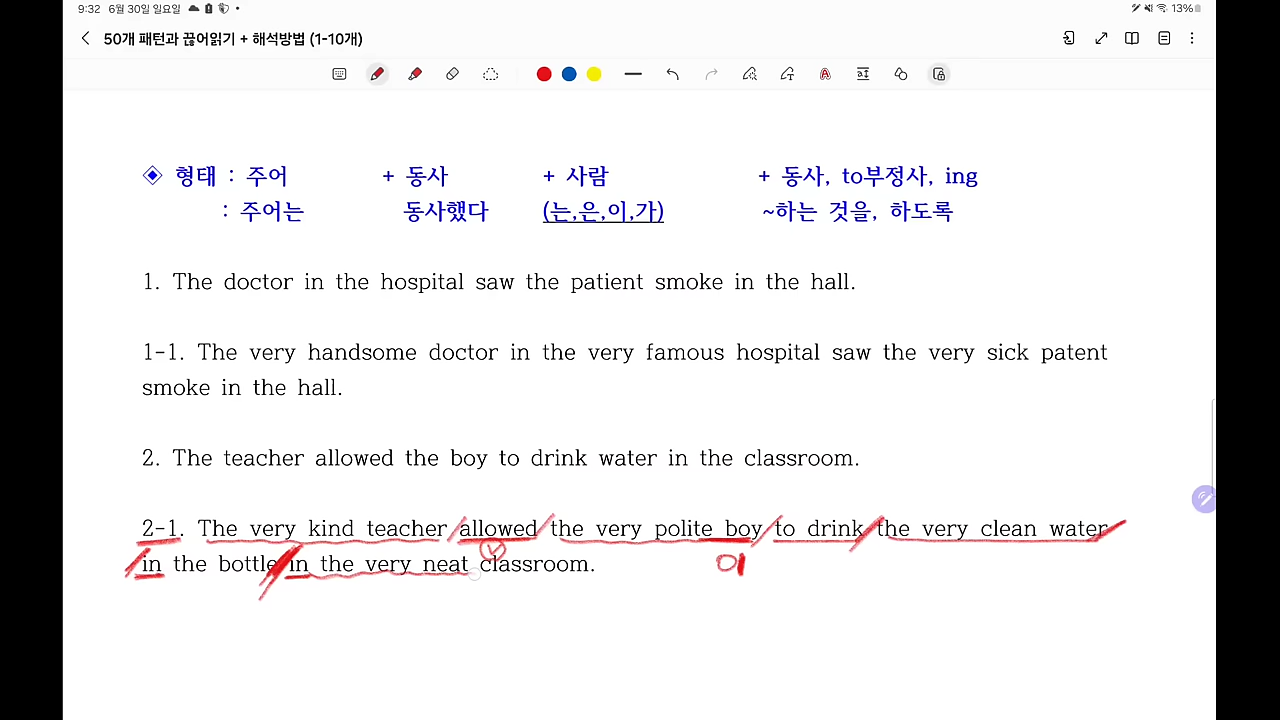 9:32 6월 30일 일요일
13%
50개 패턴과 끊어읽기 + 해석방법 (1-10개)
◈ 형태 : 주어 + 동사 + 사람 + 동사, to부정사, ing
: 주어는 동사했다 (는,은,이,가) ~하는 것을, 하도록
1. The doctor in the hospital saw the patient smoke in the hall.
1-1. The very handsome doctor in the very famous hospital saw the very sick patent
smoke in the hall.
2. The teacher allowed the boy to drink water in the classroom.
2-1. The very kind teacher / allowed / the very polite boy / to drink / the very clean water /
/ in the bottle / in the very neat classroom.
V
이